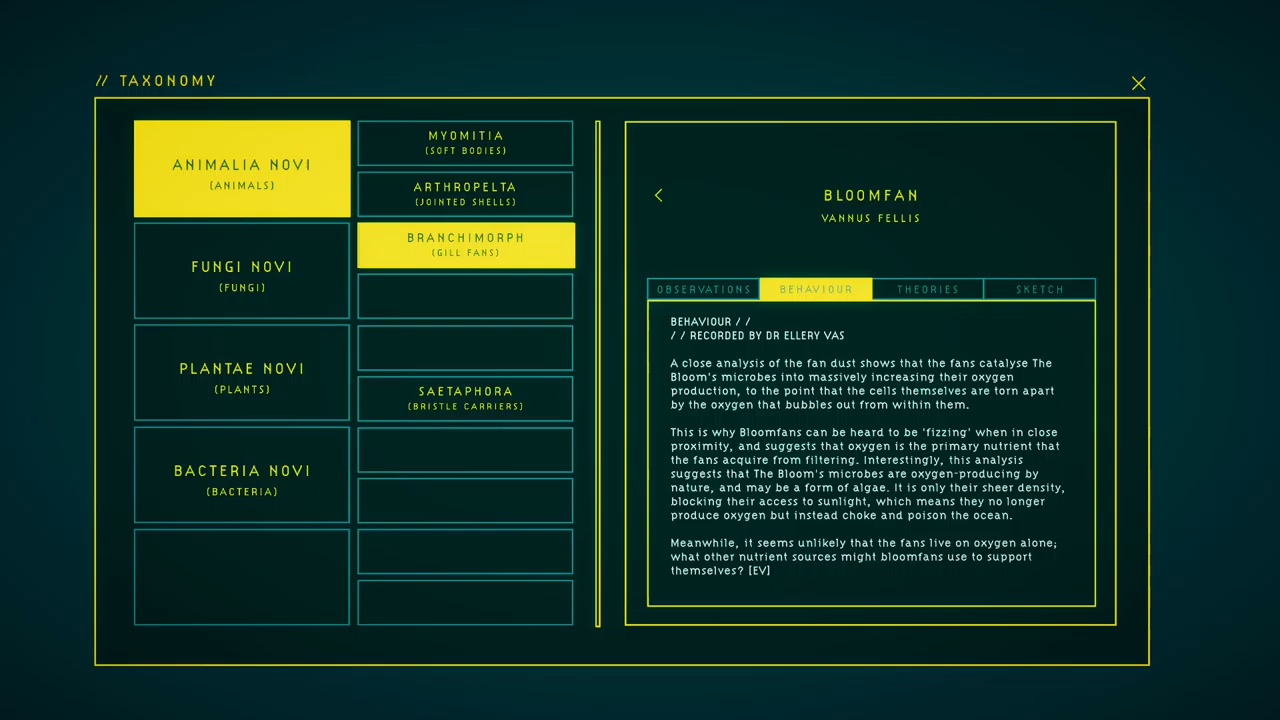 // TAXONOMY
ANIMALIA NOVI
(ANIMALS)
FUNGI NOVI
(FUNGI)
PLANTAE NOVI
(PLANTS)
BACTERIA NOVI
(BACTERIA)
MYOMITIA
(SOFT BODIES)
ARTHROPELTA
(JOINTED SHELLS)
BRANCHIMORPH
(GILL FANS)
SAETAPHORA
(BRISTLE CARRIERS)
BLOOMFAN
VANNUS FELLIS
OBSERVATIONS
BEHAVIOUR
THEORIES
SKETCH
BEHAVIOUR / /
/ / RECORDED BY DR ELLERY VAS
A close analysis of the fan dust shows that the fans catalyse The
Bloom's microbes into massively increasing their oxygen
production, to the point that the cells themselves are torn apart
by the oxygen that bubbles out from within them.
This is why Bloomfans can be heard to be 'fizzing' when in close
proximity, and suggests that oxygen is the primary nutrient that
the fans acquire from filtering. Interestingly, this analysis
suggests that The Bloom's microbes are oxygen-producing by
nature, and may be a form of algae. It is only their sheer density,
blocking their access to sunlight, which means they no longer
produce oxygen but instead choke and poison the ocean.
Meanwhile, it seems unlikely that the fans live on oxygen alone;
what other nutrient sources might bloomfans use to support
themselves? [EV]